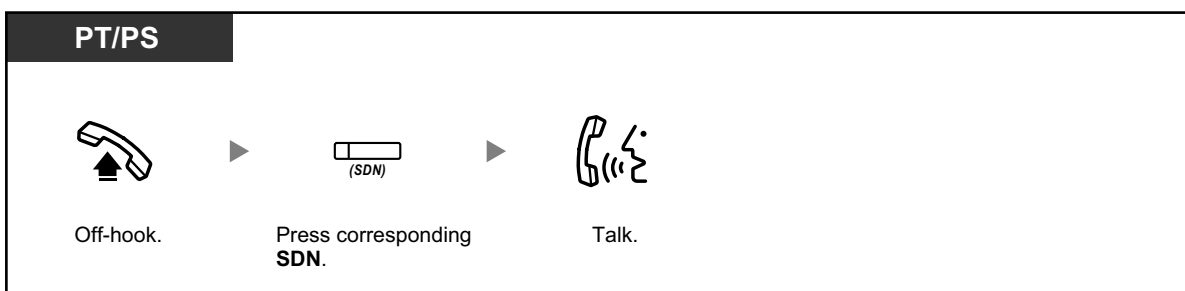 PT/PS
(SDN)
Off-hook.
Press corresponding
SDN.
Talk.